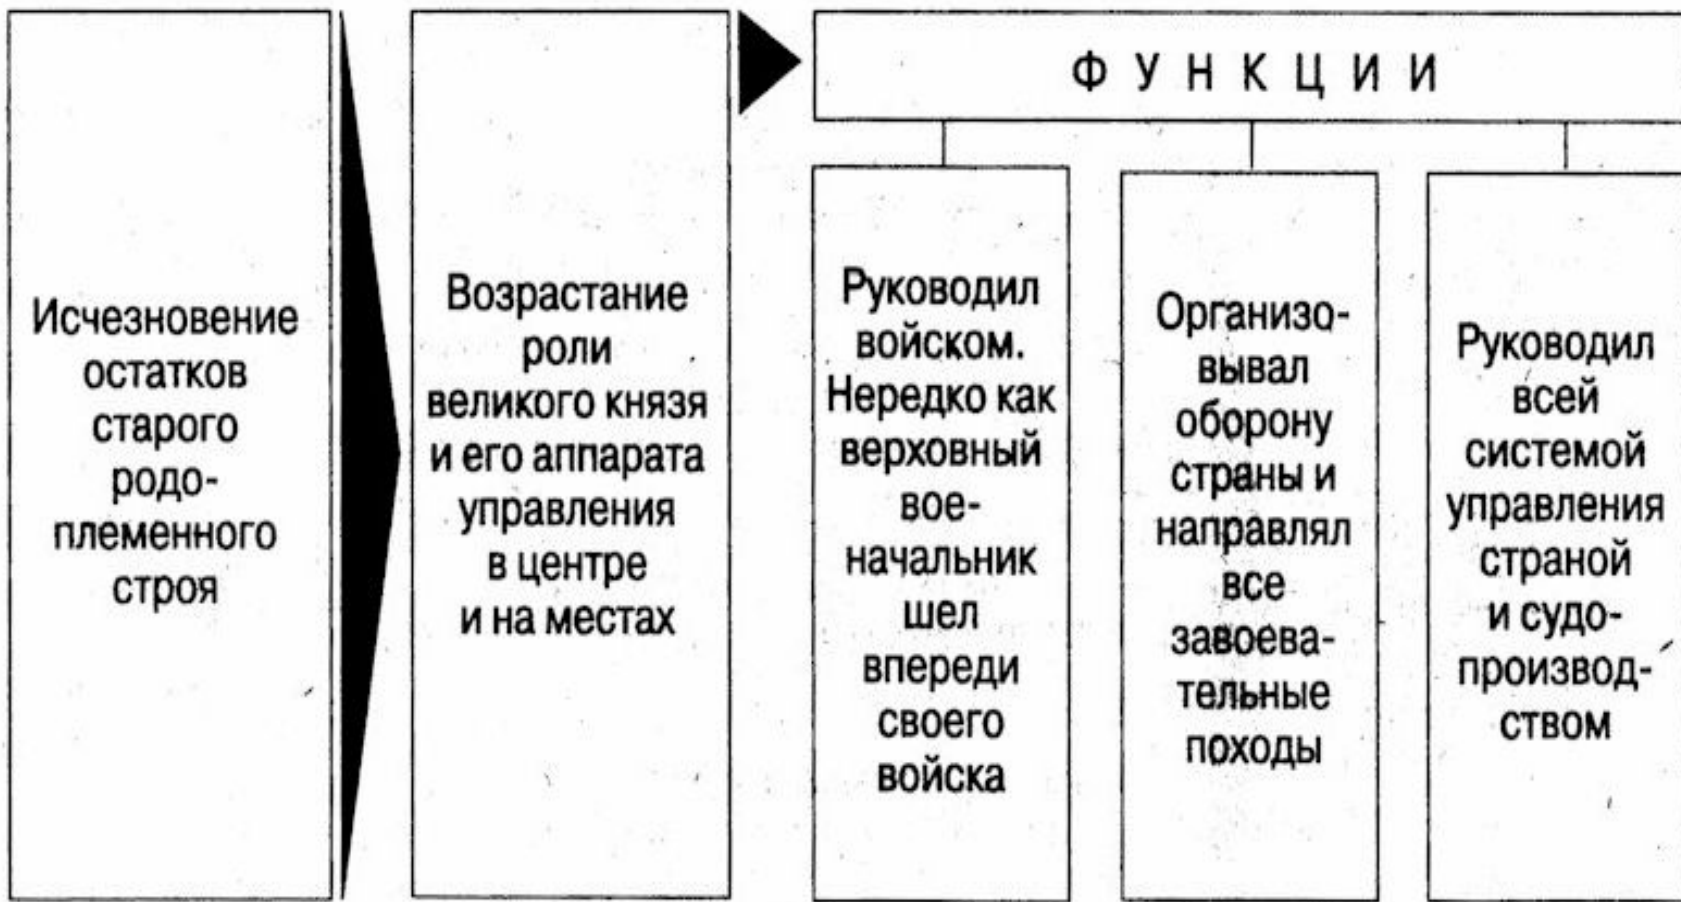 Исчезновение
остатков
старого
родо-
племенного
строя
Возрастание
роли
великого князя
и его аппарата
управления
в центре
и на местах
ФУНКЦИИ
Руководил
войском.
Нередко как
верховный
вое-
начальник
шел
впереди
своего
войска
Организо-
вывал
оборону
страны и
направлял
все
завоева-
тельные
походы
Руководил
всей
системой
управления
страной
и судо-
производ-
ством